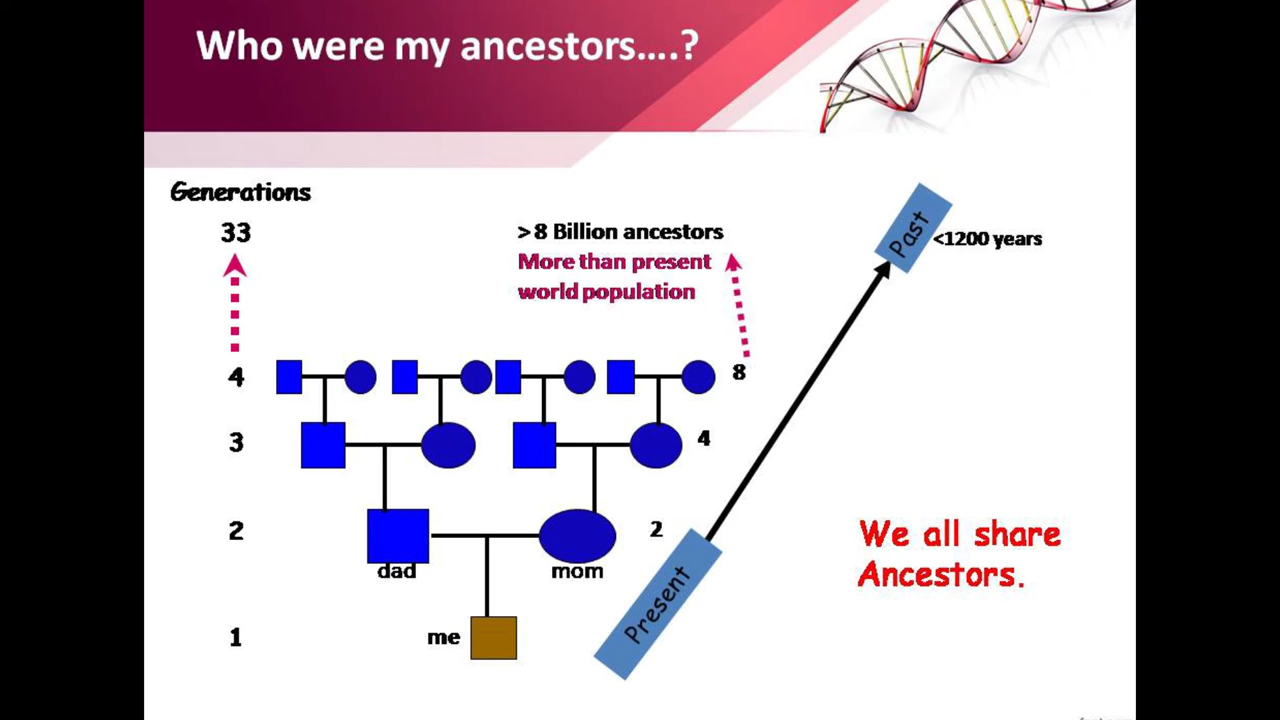 Who were my ancestors....?
Generations
33
> 8 Billion ancestors
More than present
world population
Past
<1200 years
4
8
3
4
2
2
dad
mom
We all share
Ancestors.
Present
1
me